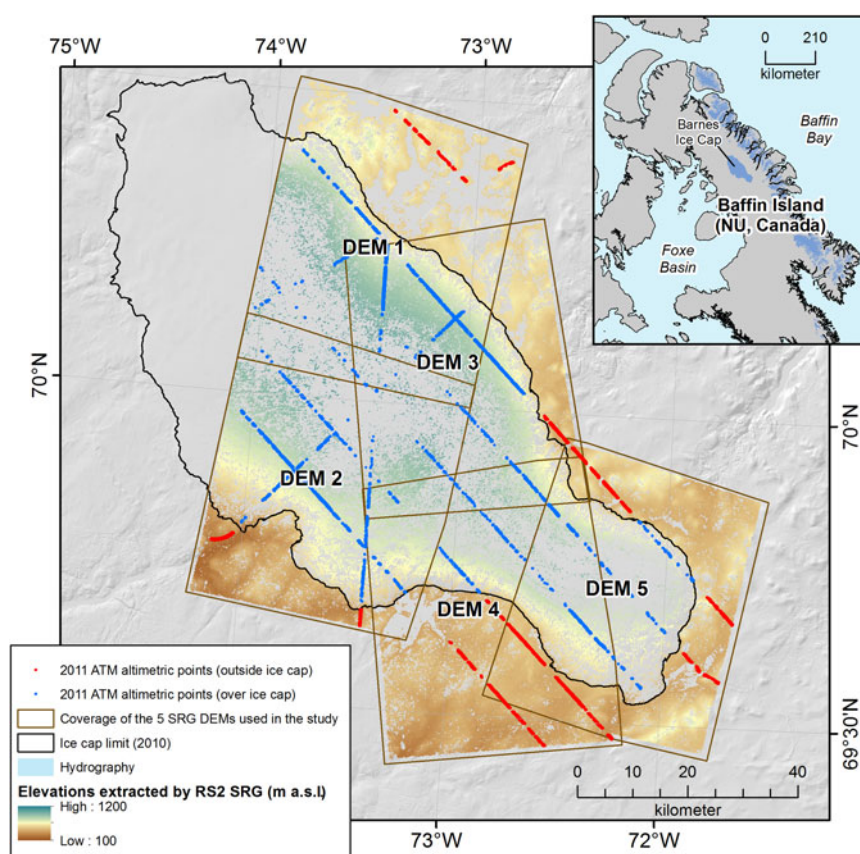 75°W
74°W
73°W
0 210
kilometer
Baffin
Bay
Barnes
Ice Cap
Baffin Island
(NU, Canada)
Foxe
Basin
DEM 1
DEM 3
70°N
70°N
DEM 2
DEM 5
DEM 4
2011 ATM altimetric points (outside ice cap)
2011 ATM altimetric points (over ice cap)
Coverage of the 5 SRG DEMs used in the study
Ice cap limit (2010)
Hydrography
Elevations extracted by RS2 SRG (m a.s.l.)
High : 1200
Low : 100
69°30'N
0 10 20 40
kilometer
73°W
72°W